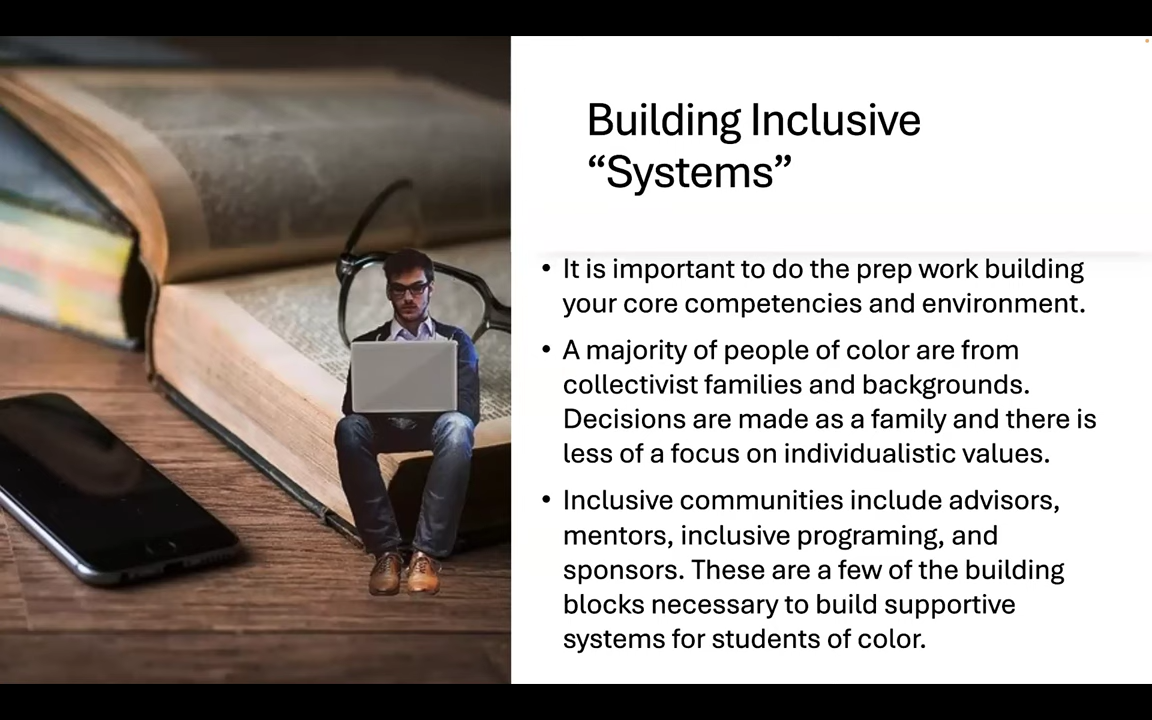 Building Inclusive
“Systems”
• It is important to do the prep work building
your core competencies and environment.
• A majority of people of color are from
collectivist families and backgrounds.
Decisions are made as a family and there is
less of a focus on individualistic values.
• Inclusive communities include advisors,
mentors, inclusive programing, and
sponsors. These are a few of the building
blocks necessary to build supportive
systems for students of color.